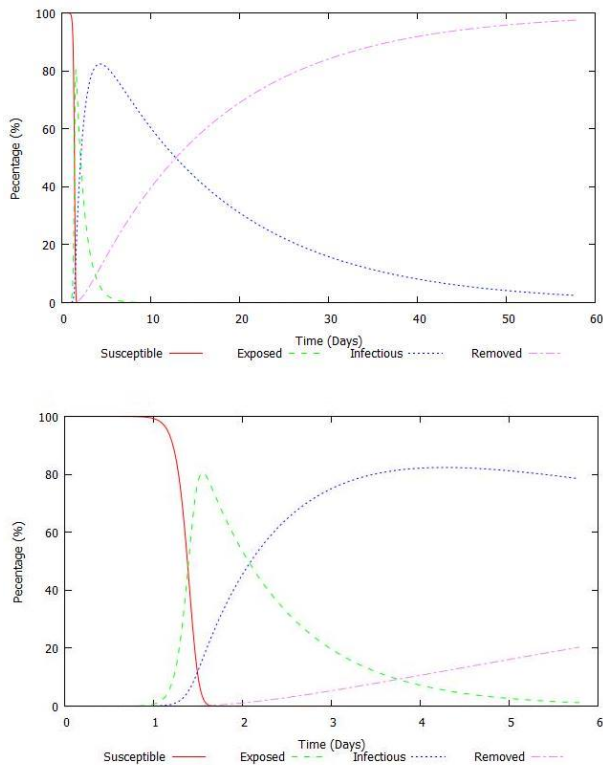 100
80
60
40
20
0
Pecentage (%)
0 10 20 30 40 50 60
Time (Days)
Susceptible Exposed Infectious Removed
100
80
60
40
20
0
Pecentage (%)
0 1 2 3 4 5 6
Time (Days)
Susceptible Exposed Infectious Removed